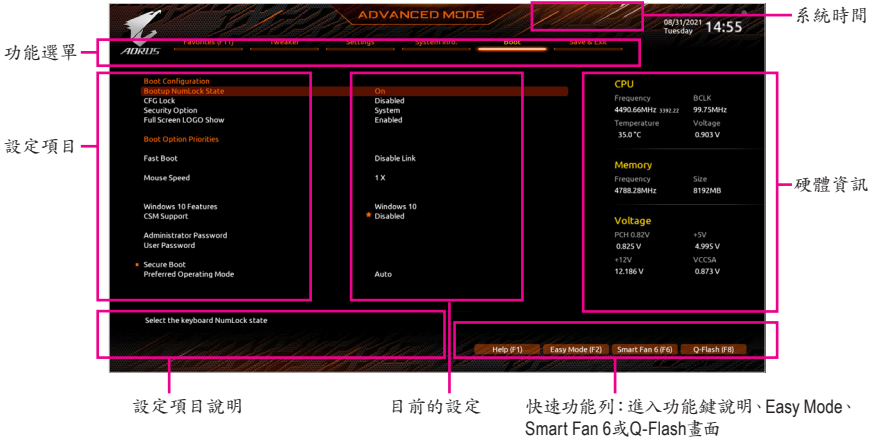 ADVANCED MODE
08/31/2021
Tuesday
14:55
系統時間
AORUS
Favorites (F11)
Tweaker
Settings
System Info.
Boot
Save & Exit
功能選單
設定項目
Boot Configuration
Bootup NumLock State On
CFG Lock Disabled
Security Option System
Full Screen LOGO Show Enabled
Boot Option Priorities
Fast Boot Disable Link
Mouse Speed 1 X
Windows 10 Features Windows 10
CSM Support Disabled
Administrator Password
User Password
Secure Boot
Preferred Operating Mode Auto
CPU
Frequency BCLK
4490.66MHz 3392.22 99.75MHz
Temperature Voltage
35.0 °C 0.903 V
Memory
Frequency Size
4788.28MHz 8192MB
Voltage
PCH 0.82V +5V
0.825 V 4.995 V
+12V VCCSA
12.186 V 0.873 V
硬體資訊
Select the keyboard NumLock state
Help (F1)
Easy Mode (F2)
Smart Fan 6 (F6)
Q-Flash (F8)
設定項目說明
目前的設定
快速功能列：進入功能鍵說明、Easy Mode、
Smart Fan 6或Q-Flash畫面